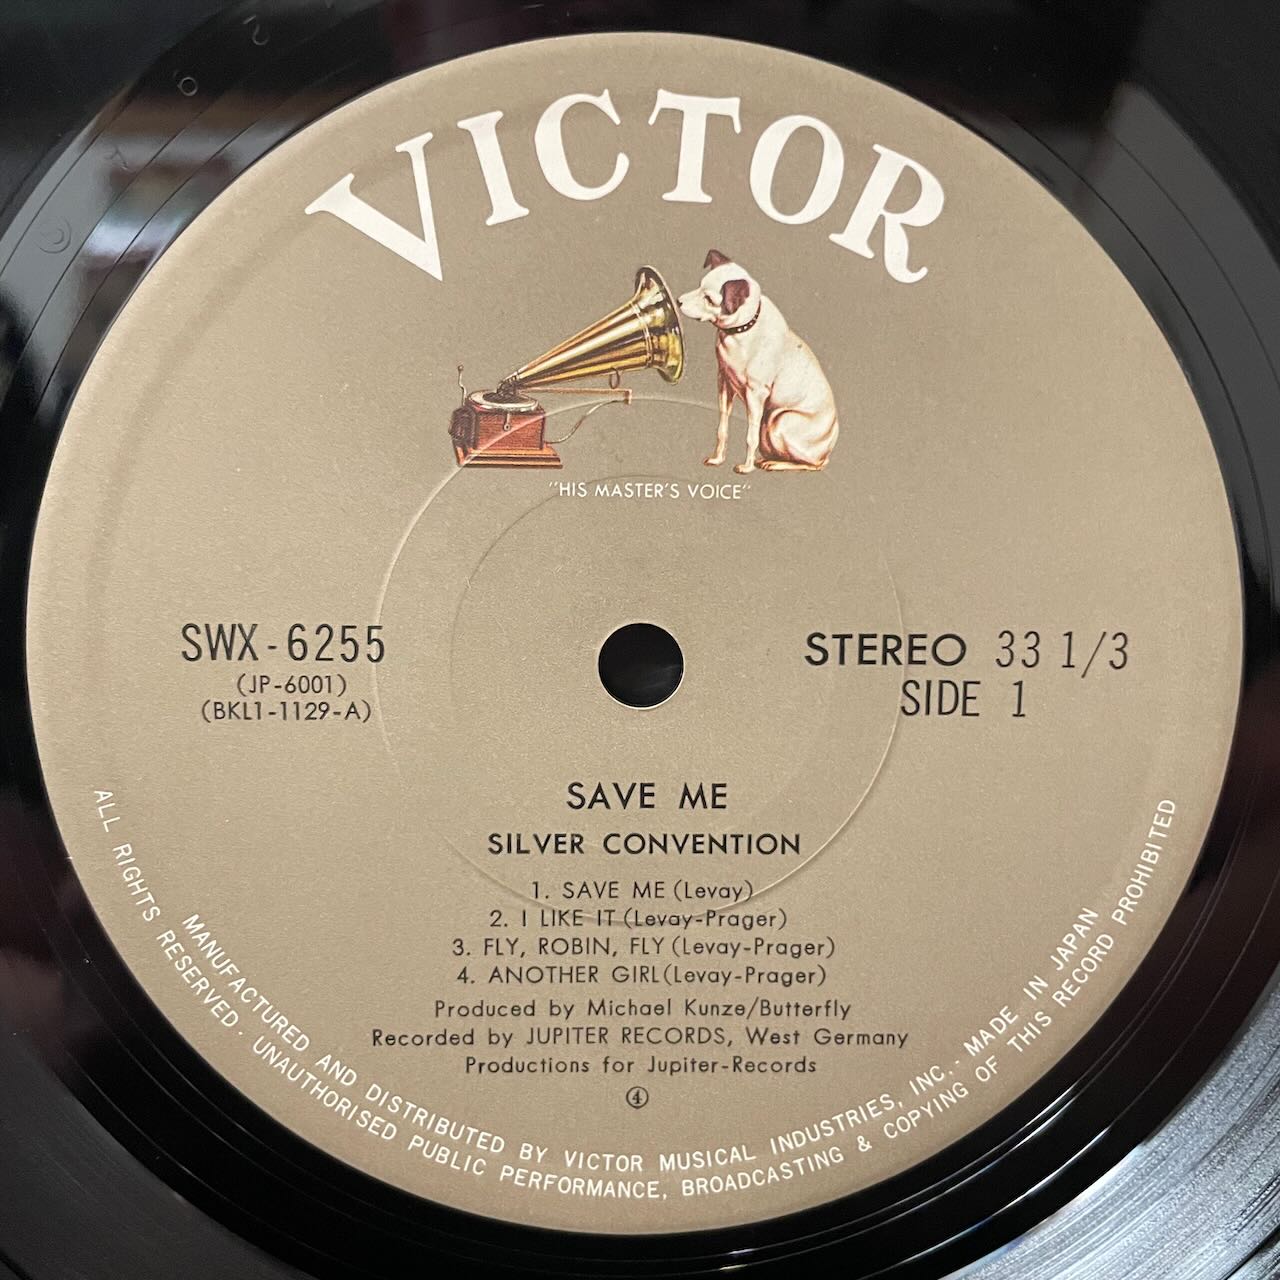 VICTOR
"HIS MASTER'S VOICE"
SWX-6255
(JP-6001)
(BKL1-1129-A)
STEREO 33 1/3
SIDE 1
SAVE ME
SILVER CONVENTION
1. SAVE ME (Levay)
2. I LIKE IT (Levay-Prager)
3. FLY, ROBIN, FLY (Levay-Prager)
4. ANOTHER GIRL (Levay-Prager)
Produced by Michael Kunze/Butterfly
Recorded by JUPITER RECORDS, West Germany
Productions for Jupiter-Records
④
MANUFACTURED AND DISTRIBUTED BY VICTOR MUSICAL INDUSTRIES, INC.· MADE IN JAPAN
ALL RIGHTS RESERVED· UNAUTHORISED PUBLIC PERFORMANCE, BROADCASTING & COPYING OF THIS RECORD PROHIBITED